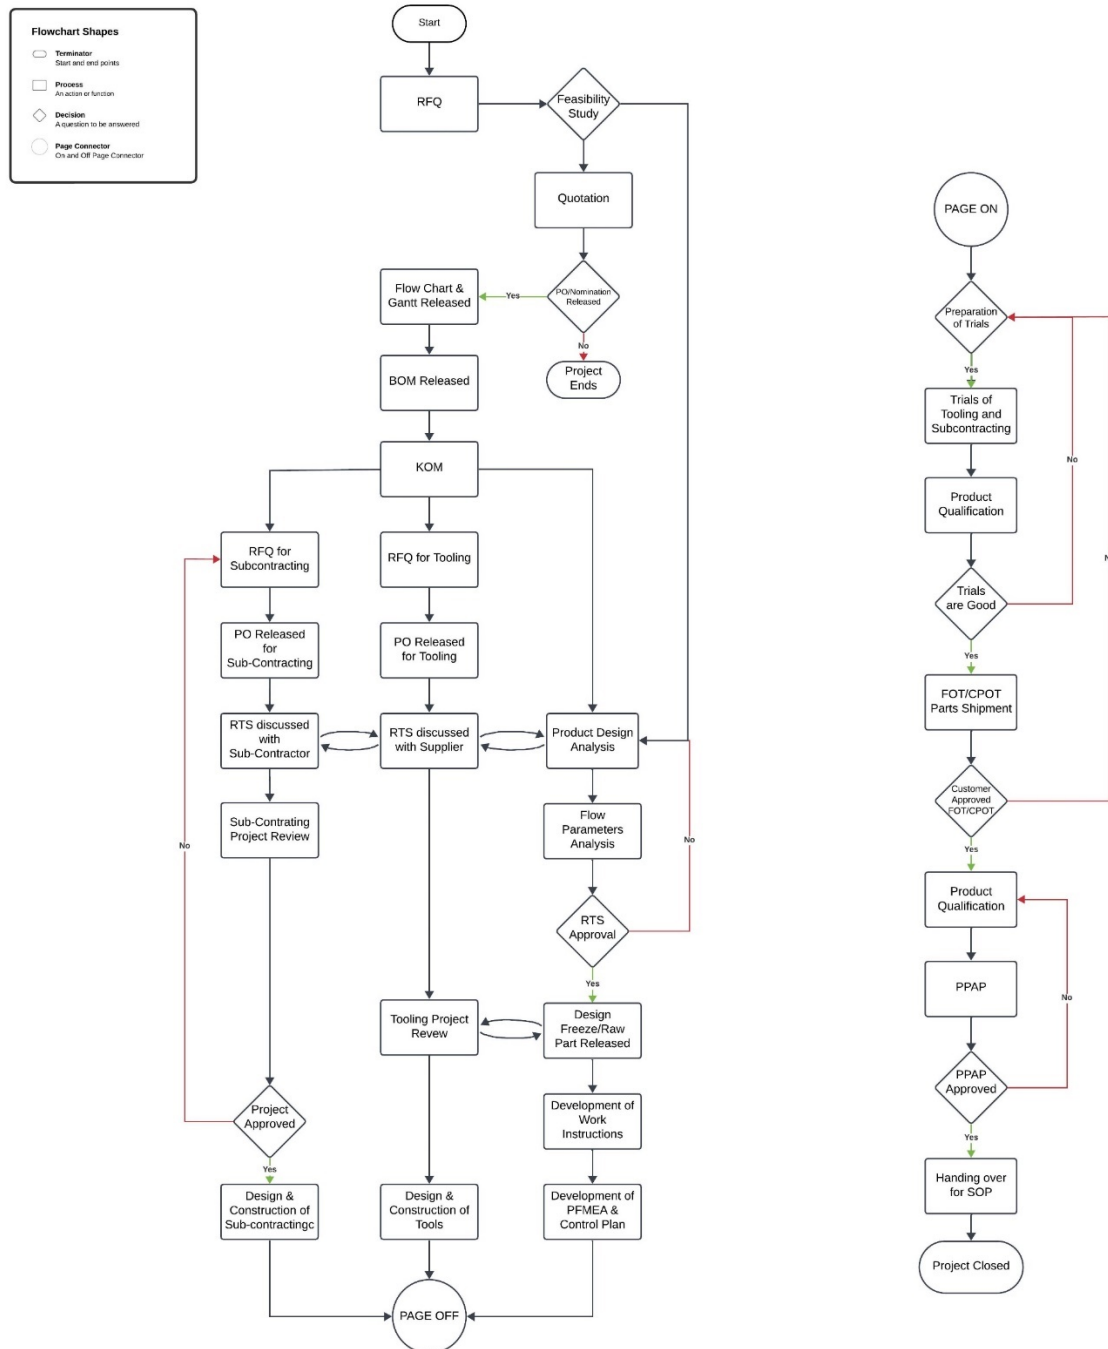 Flowchart Shapes
Terminator
Start and end points
Process
An action or function
Decision
A question to be answered
Page Connector
On and Off Page Connector
Start
RFQ
Feasibility
Study
Quotation
PO/Nomination
Released
Yes
No
Flow Chart &
Gantt Released
Project
Ends
BOM Released
KOM
RFQ for
Subcontracting
RFQ for Tooling
PO Released
for
Sub-Contracting
PO Released
for Tooling
RTS discussed
with
Sub-Contractor
RTS discussed
with Supplier
Product Design
Analysis
Sub-Contrating
Project Review
Flow
Parameters
Analysis
No
No
RTS
Approval
Yes
Tooling Project
Revew
Design
Freeze/Raw
Part Released
Project
Approved
Yes
Development of
Work
Instructions
Design &
Construction of
Sub-contractingc
Design &
Construction of
Tools
Development of
PFMEA &
Control Plan
PAGE OFF
PAGE ON
Preparation
of Trials
Yes
Trials of
Tooling and
Subcontracting
No
Product
Qualification
Trials
are Good
Yes
FOT/CPOT
Parts Shipment
Customer
Approved
FOT/CPOT
Yes
Product
Qualification
PPAP
No
PPAP
Approved
Yes
Handing over
for SOP
Project Closed